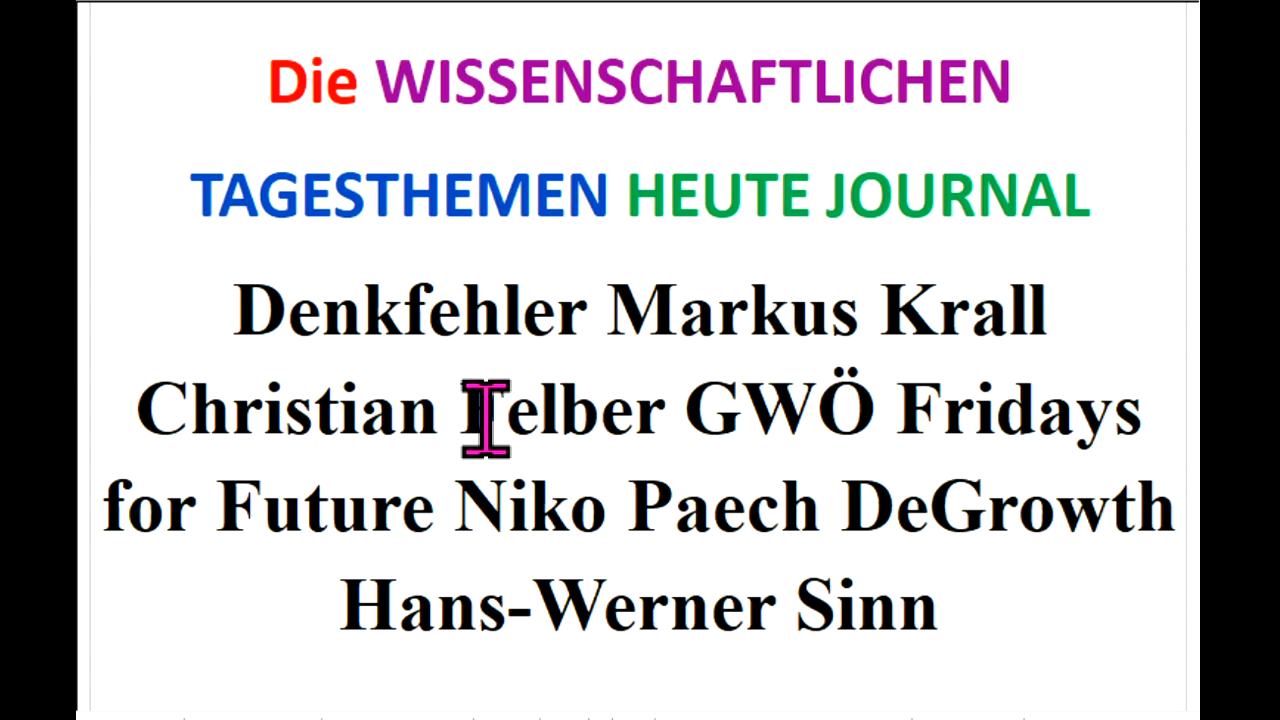 Die WISSENSCHAFTLICHEN
TAGESTHEMEN HEUTE JOURNAL
Denkfehler Markus Krall
Christian Felber GWÖ Fridays
for Future Niko Paech DeGrowth
Hans-Werner Sinn